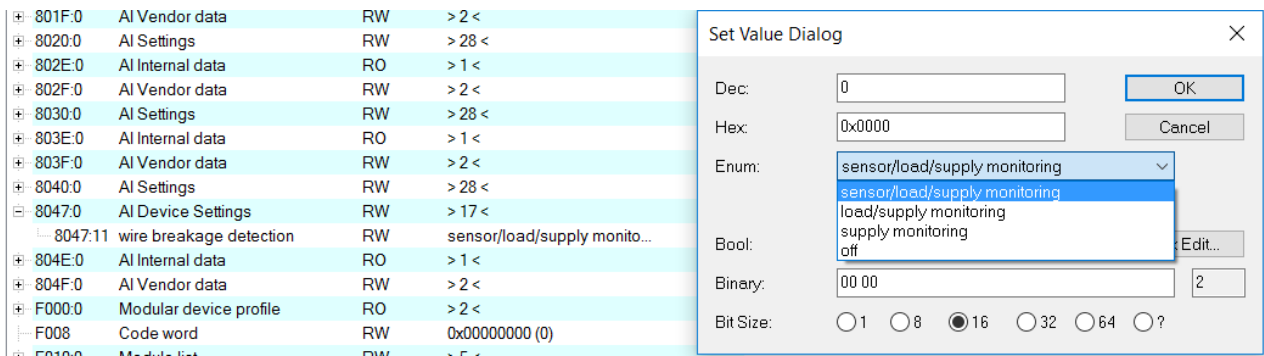 801F:0 AI Vendor data RW > 2 <
8020:0 AI Settings RW > 28 <
802E:0 AI Internal data RO > 1 <
802F:0 AI Vendor data RW > 2 <
8030:0 AI Settings RW > 28 <
803E:0 AI Internal data RO > 1 <
803F:0 AI Vendor data RW > 2 <
8040:0 AI Settings RW > 28 <
8047:0 AI Device Settings RW > 17 <
8047:11 wire breakage detection RW sensor/load/supply monito...
804E:0 AI Internal data RO > 1 <
804F:0 AI Vendor data RW > 2 <
F000:0 Modular device profile RO > 2 <
F008 Code word RW 0x00000000 (0)
F010:0 Module list RW > 5 <
Set Value Dialog
Dec: 0 OK
Hex: 0x0000 Cancel
Enum: sensor/load/supply monitoring
sensor/load/supply monitoring
load/supply monitoring
supply monitoring
off
Bool: Edit...
Binary: 00 00 2
Bit Size: 1 8 16 32 64 ?